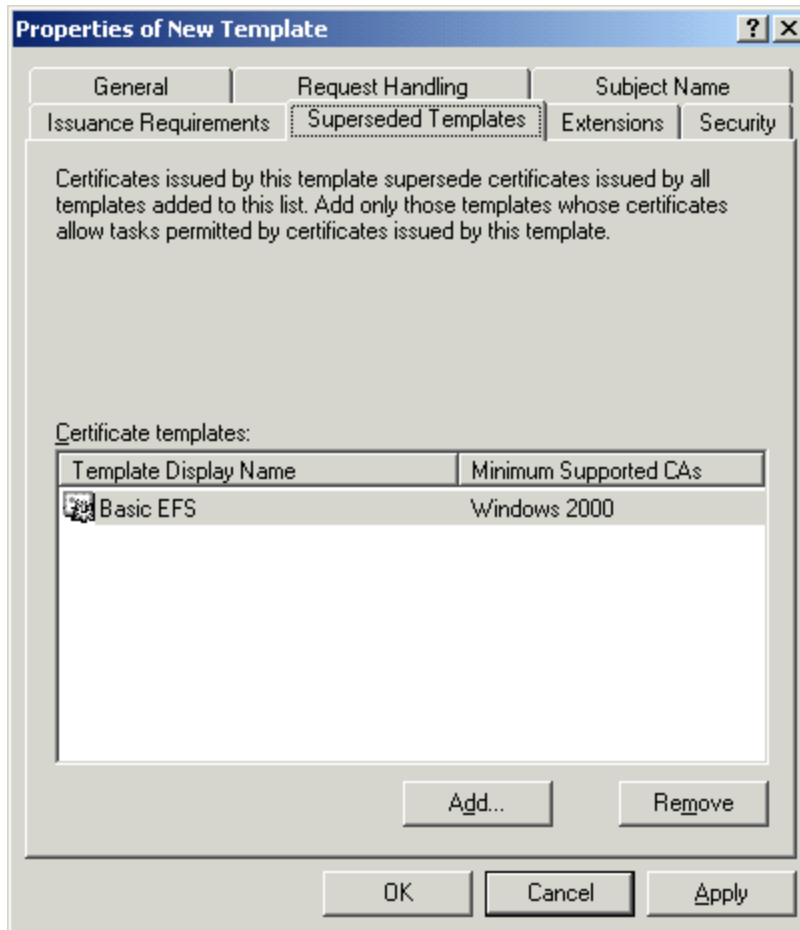 Properties of New Template
General Request Handling Subject Name
Issuance Requirements Superseded Templates Extensions Security
Certificates issued by this template supersede certificates issued by all
templates added to this list. Add only those templates whose certificates
allow tasks permitted by certificates issued by this template.
Certificate templates:
Template Display Name Minimum Supported CAs
Basic EFS Windows 2000
Add... Remove
OK Cancel Apply